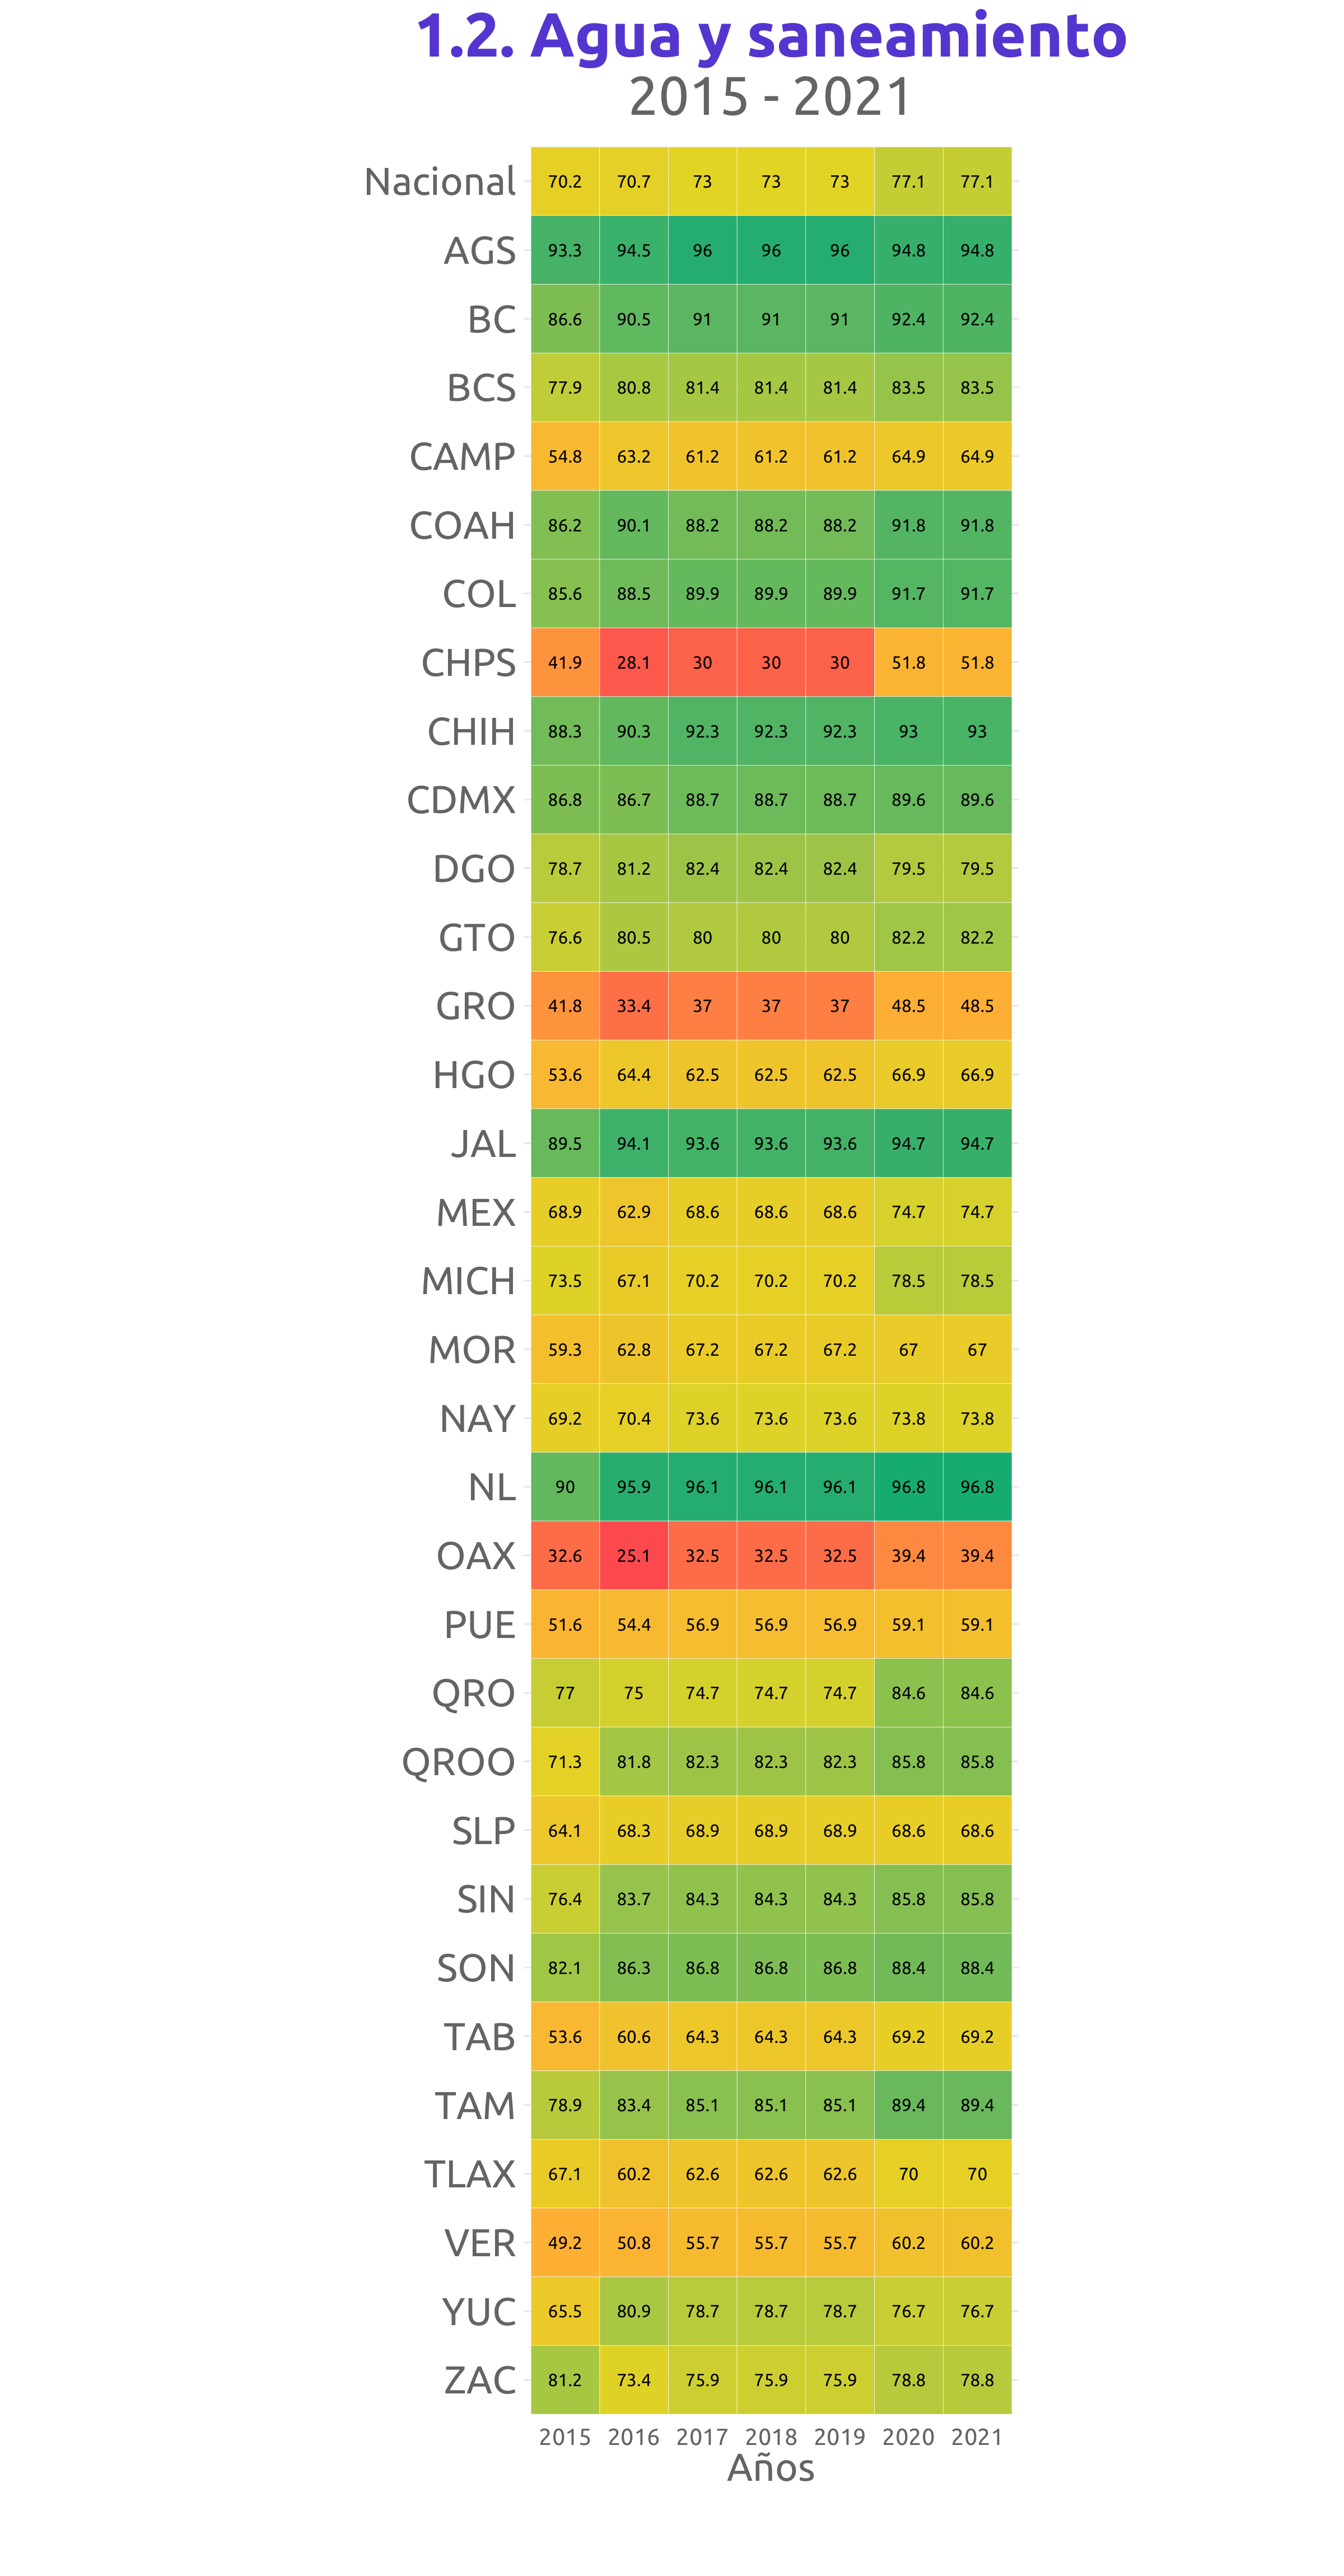 1.2. Agua y saneamiento
2015 - 2021
Nacional 70.2 70.7 73 73 73 77.1 77.1
AGS 93.3 94.5 96 96 96 94.8 94.8
BC 86.6 90.5 91 91 91 92.4 92.4
BCS 77.9 80.8 81.4 81.4 81.4 83.5 83.5
CAMP 54.8 63.2 61.2 61.2 61.2 64.9 64.9
COAH 86.2 90.1 88.2 88.2 88.2 91.8 91.8
COL 85.6 88.5 89.9 89.9 89.9 91.7 91.7
CHPS 41.9 28.1 30 30 30 51.8 51.8
CHIH 88.3 90.3 92.3 92.3 92.3 93 93
CDMX 86.8 86.7 88.7 88.7 88.7 89.6 89.6
DGO 78.7 81.2 82.4 82.4 82.4 79.5 79.5
GTO 76.6 80.5 80 80 80 82.2 82.2
GRO 41.8 33.4 37 37 37 48.5 48.5
HGO 53.6 64.4 62.5 62.5 62.5 66.9 66.9
JAL 89.5 94.1 93.6 93.6 93.6 94.7 94.7
MEX 68.9 62.9 68.6 68.6 68.6 74.7 74.7
MICH 73.5 67.1 70.2 70.2 70.2 78.5 78.5
MOR 59.3 62.8 67.2 67.2 67.2 67 67
NAY 69.2 70.4 73.6 73.6 73.6 73.8 73.8
NL 90 95.9 96.1 96.1 96.1 96.8 96.8
OAX 32.6 25.1 32.5 32.5 32.5 39.4 39.4
PUE 51.6 54.4 56.9 56.9 56.9 59.1 59.1
QRO 77 75 74.7 74.7 74.7 84.6 84.6
QROO 71.3 81.8 82.3 82.3 82.3 85.8 85.8
SLP 64.1 68.3 68.9 68.9 68.9 68.6 68.6
SIN 76.4 83.7 84.3 84.3 84.3 85.8 85.8
SON 82.1 86.3 86.8 86.8 86.8 88.4 88.4
TAB 53.6 60.6 64.3 64.3 64.3 69.2 69.2
TAM 78.9 83.4 85.1 85.1 85.1 89.4 89.4
TLAX 67.1 60.2 62.6 62.6 62.6 70 70
VER 49.2 50.8 55.7 55.7 55.7 60.2 60.2
YUC 65.5 80.9 78.7 78.7 78.7 76.7 76.7
ZAC 81.2 73.4 75.9 75.9 75.9 78.8 78.8
2015 2016 2017 2018 2019 2020 2021
Años